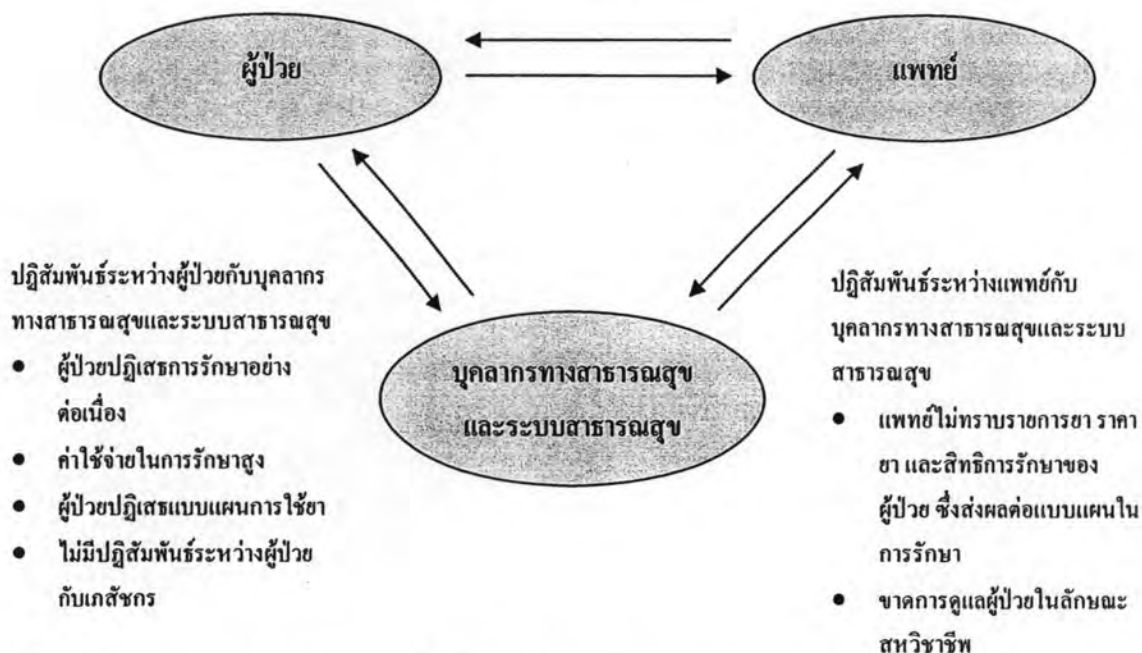 ผู้ป่วย
แพทย์
ปฏิสัมพันธ์ระหว่างผู้ป่วยกับบุคลากร
ทางสาธารณสุขและระบบสาธารณสุข
● ผู้ป่วยปฏิเสธการรักษาอย่าง
ต่อเนื่อง
● ค่าใช้จ่ายในการรักษาสูง
● ผู้ป่วยปฏิเสธแบบแผนการใช้ยา
● ไม่มีปฏิสัมพันธ์ระหว่างผู้ป่วย
กับเภสัชกร
บุคลากรทางสาธารณสุข
และระบบสาธารณสุข
ปฏิสัมพันธ์ระหว่างแพทย์กับ
บุคลากรทางสาธารณสุขและระบบ
สาธารณสุข
● แพทย์ไม่ทราบรายการยา ราคา
ยา และสิทธิการรักษาของ
ผู้ป่วย ซึ่งส่งผลต่อแบบแผนใน
การรักษา
● ขาดการดูแลผู้ป่วยในลักษณะ
สหวิชาชีพ